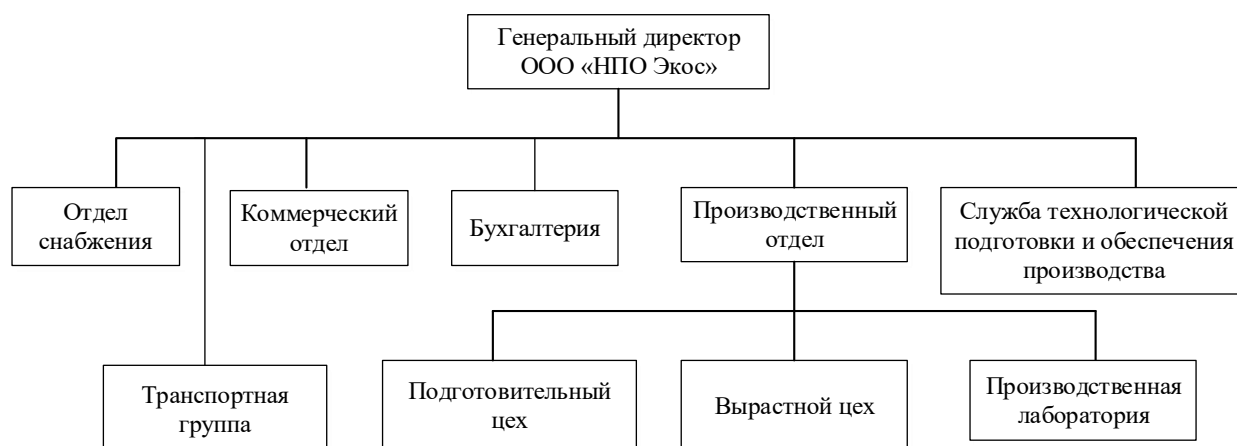 Генеральный директор
ООО «НПО Экос»
Отдел
снабжения
Коммерческий
отдел
Бухгалтерия
Производственный
отдел
Служба технологической
подготовки и обеспечения
производства
Транспортная
группа
Подготовительный
цех
Вырастной цех
Производственная
лаборатория